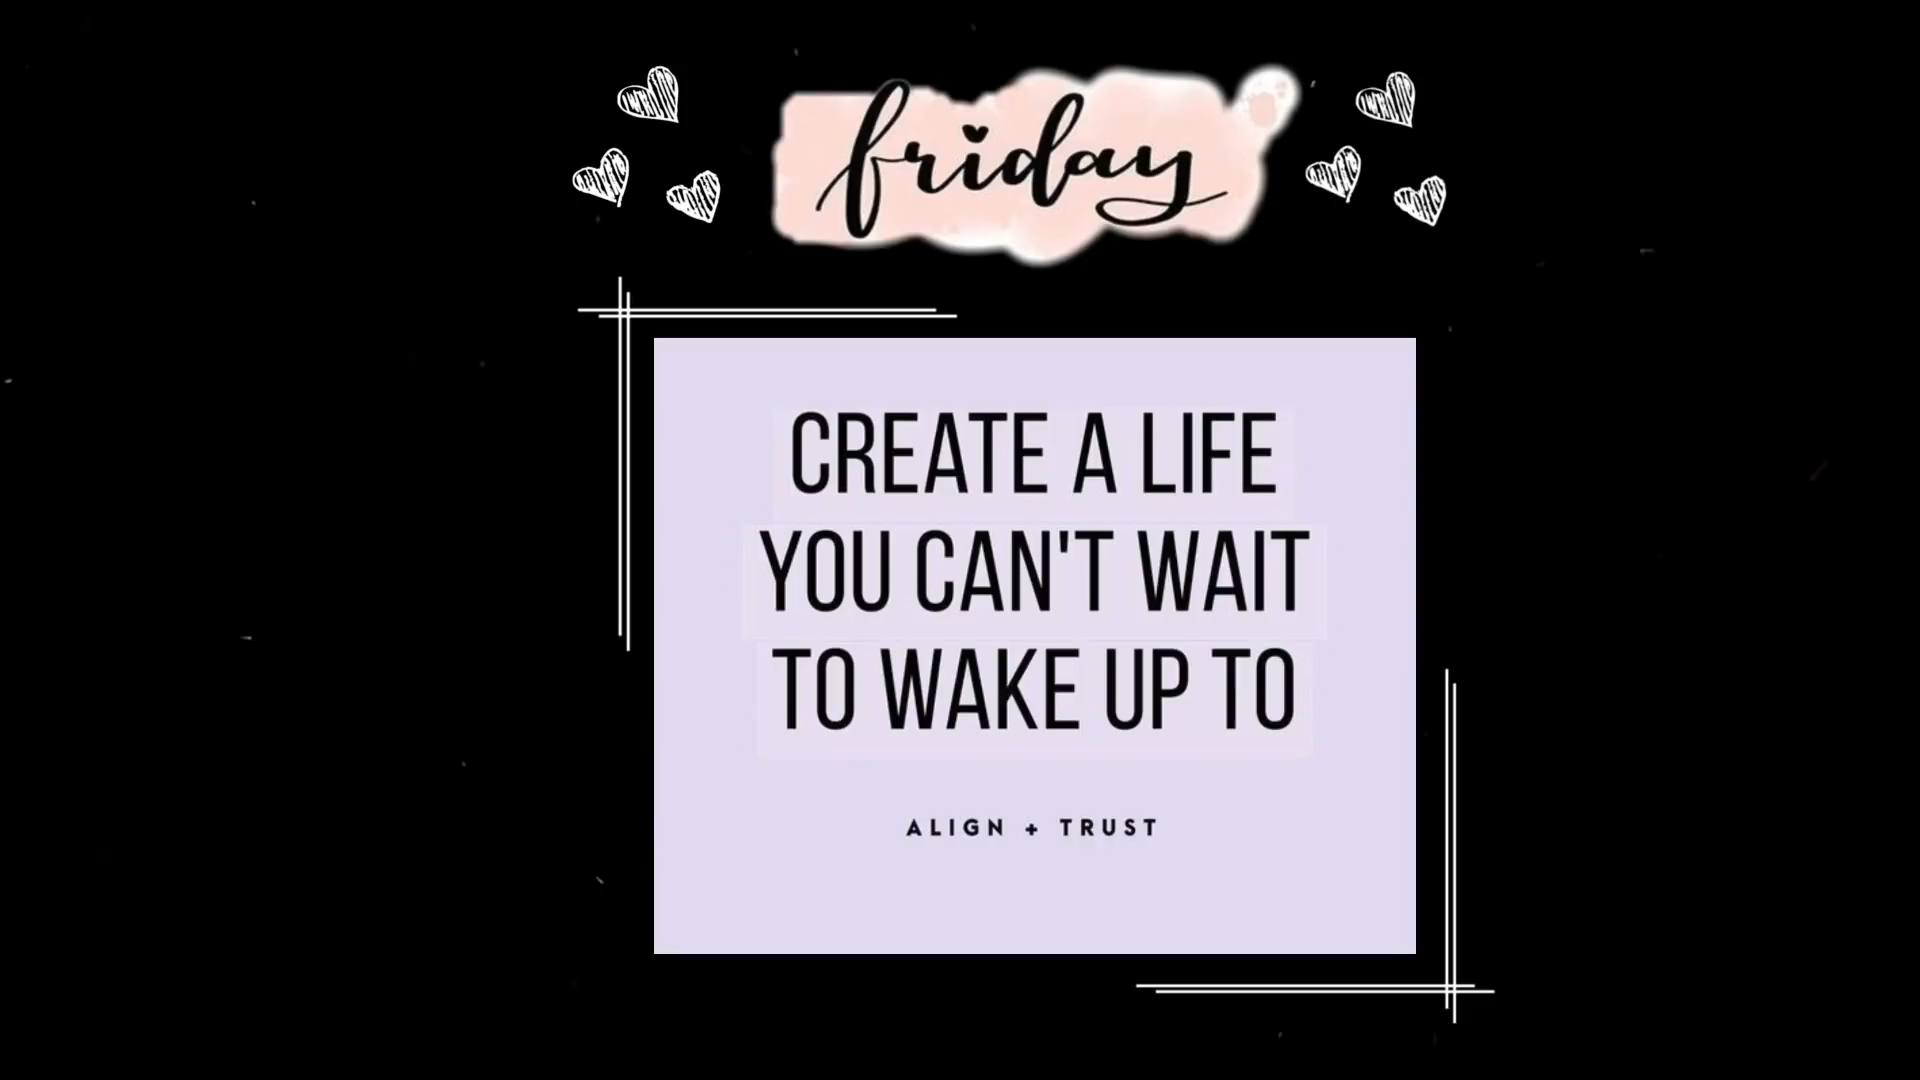 friday
CREATE A LIFE
YOU CAN'T WAIT
TO WAKE UP TO
ALIGN + TRUST